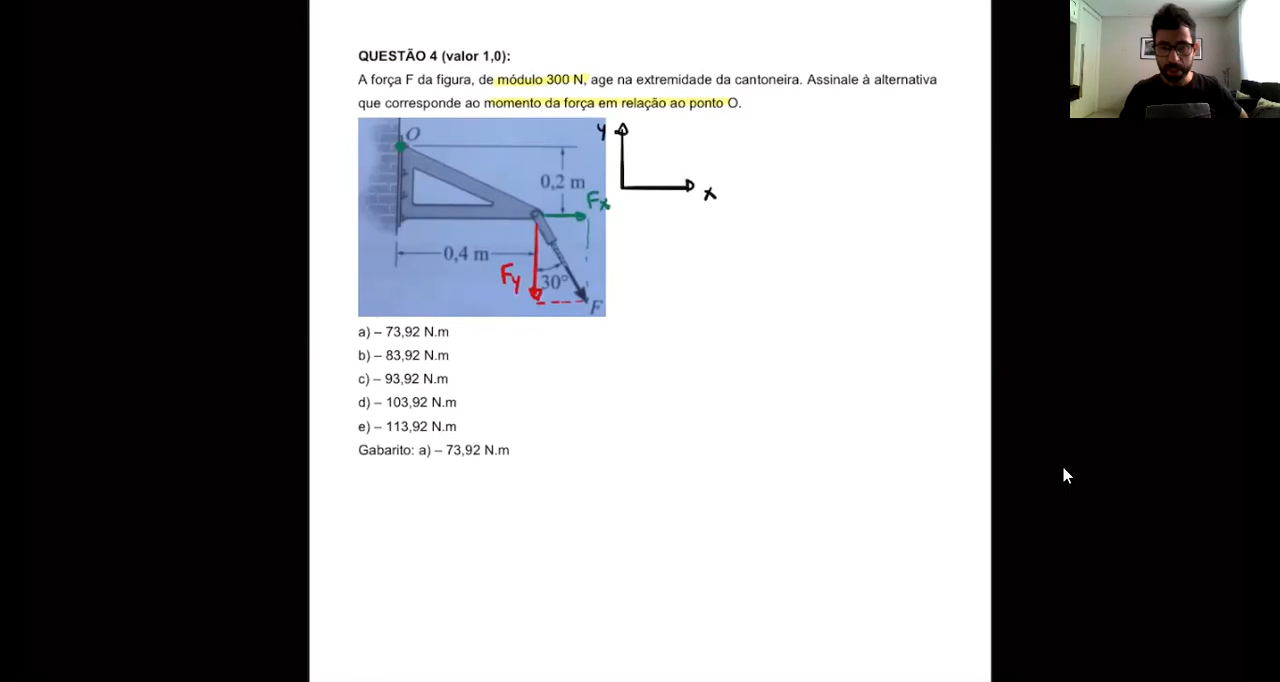 QUESTÃO 4 (valor 1,0):
A força F da figura, de módulo 300 N, age na extremidade da cantoneira. Assinale à alternativa
que corresponde ao momento da força em relação ao ponto O.
O
y
0,2 m
Fx
x
0,4 m
Fy
30°
F
a) – 73,92 N.m
b) – 83,92 N.m
c) – 93,92 N.m
d) – 103,92 N.m
e) – 113,92 N.m
Gabarito: a) – 73,92 N.m